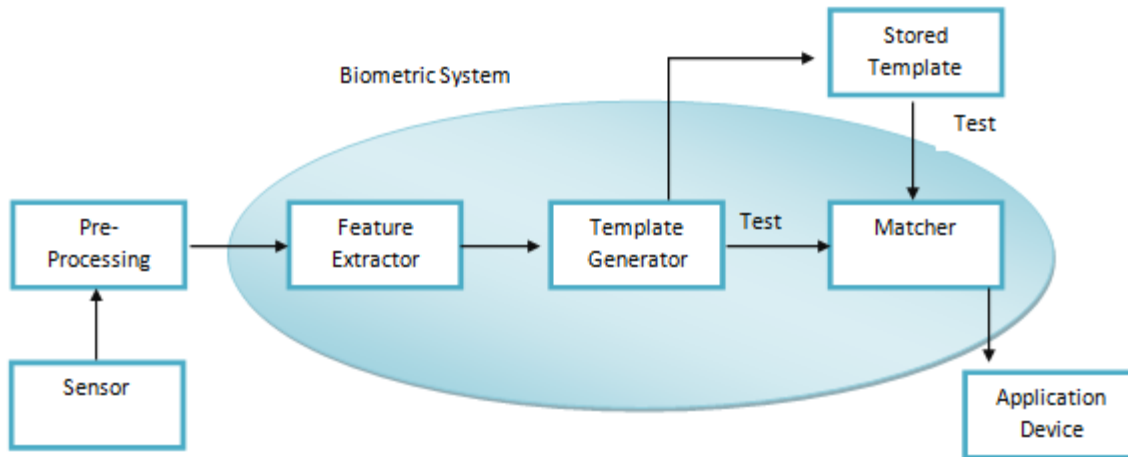 Stored
Template
Biometric System
Test
Pre-
Processing
Feature
Extractor
Template
Generator
Test
Matcher
Sensor
Application
Device